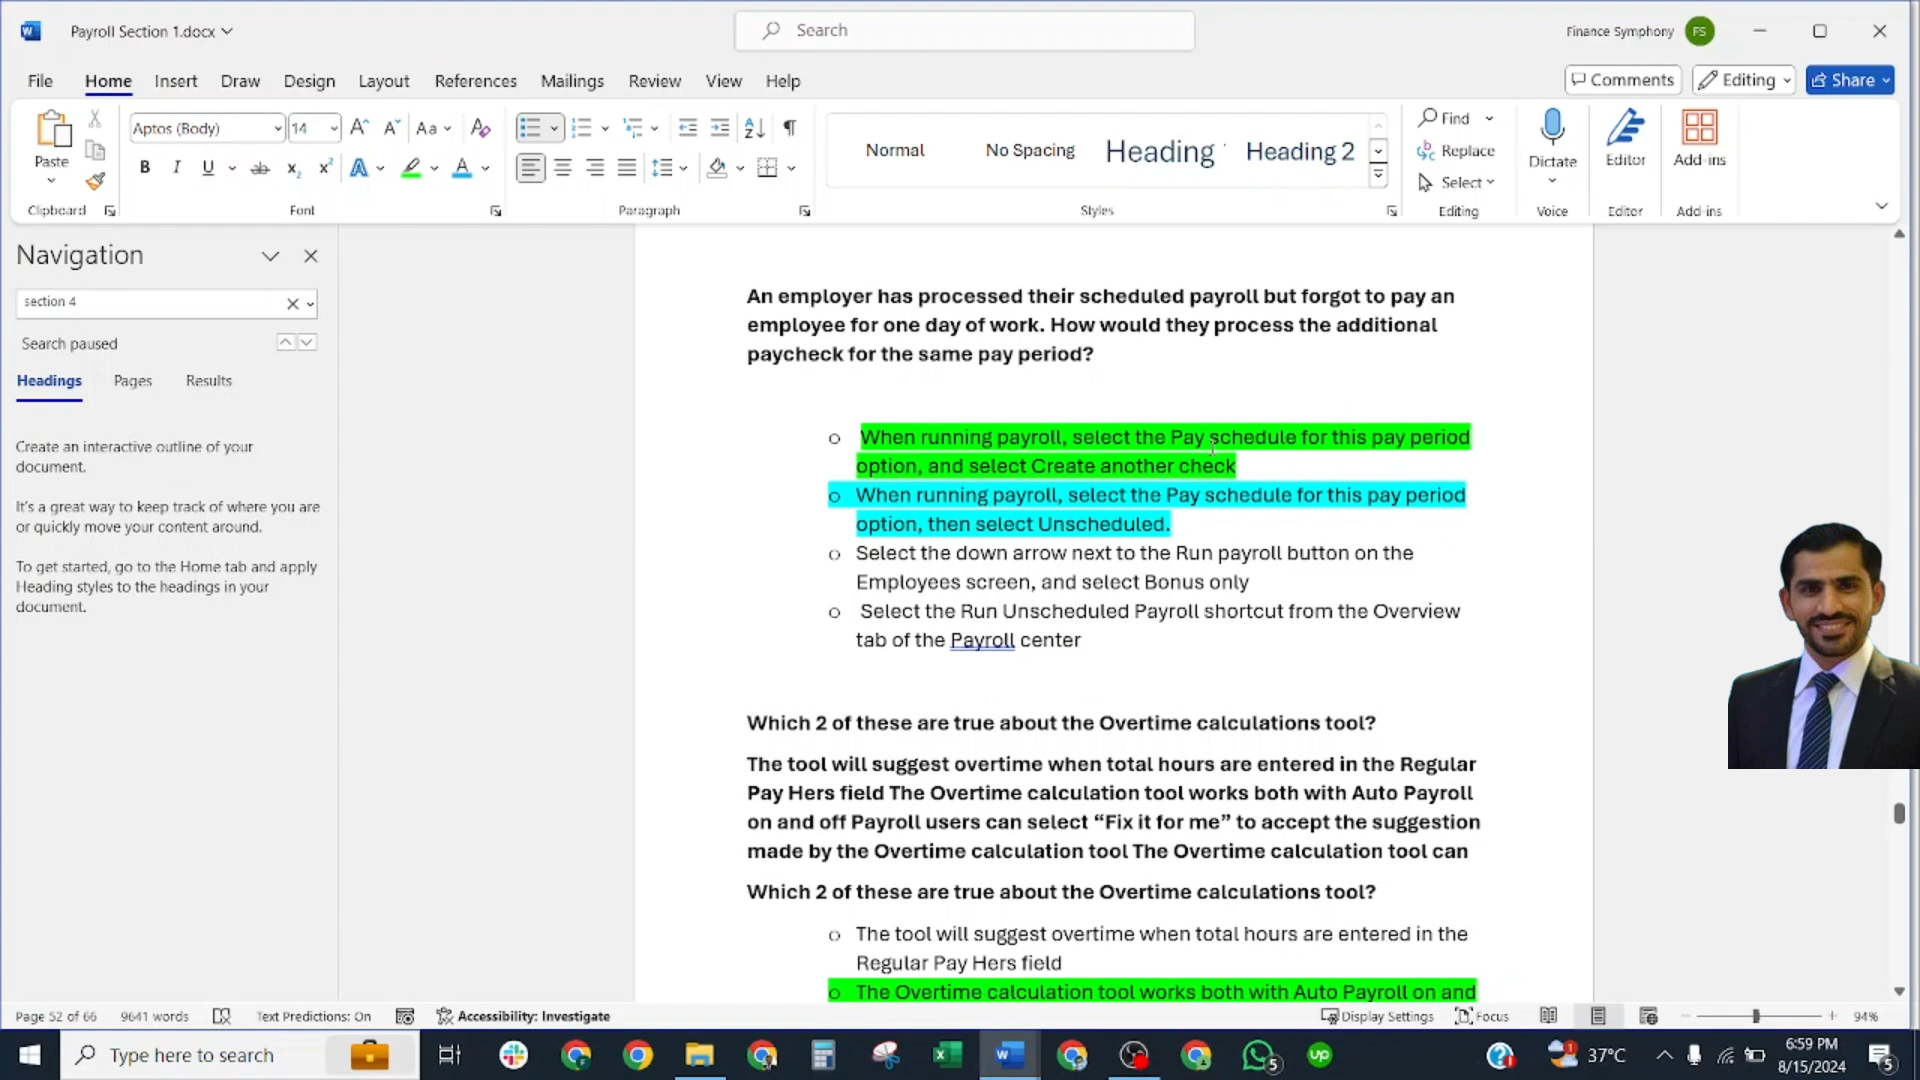 Payroll Section 1.docx
Search
Finance Symphony
FS
File Home Insert Draw Design Layout References Mailings Review View Help
Comments Editing Share
Paste
Aptos (Body) 14
Aa
B I U ab x₂ x² A A
Normal
No Spacing
Heading
Heading 2
Find
Replace
Select
Dictate
Editor
Add-ins
Clipboard Font Paragraph Styles Editing Voice Editor Add-ins
Navigation
section 4
Search paused
Headings Pages Results
Create an interactive outline of your
document.
It's a great way to keep track of where you are
or quickly move your content around.
To get started, go to the Home tab and apply
Heading styles to the headings in your
document.
An employer has processed their scheduled payroll but forgot to pay an
employee for one day of work. How would they process the additional
paycheck for the same pay period?
o When running payroll, select the Pay schedule for this pay period
option, and select Create another check
o When running payroll, select the Pay schedule for this pay period
option, then select Unscheduled.
o Select the down arrow next to the Run payroll button on the
Employees screen, and select Bonus only
o Select the Run Unscheduled Payroll shortcut from the Overview
tab of the Payroll center
Which 2 of these are true about the Overtime calculations tool?
The tool will suggest overtime when total hours are entered in the Regular
Pay Hers field The Overtime calculation tool works both with Auto Payroll
on and off Payroll users can select “Fix it for me” to accept the suggestion
made by the Overtime calculation tool The Overtime calculation tool can
Which 2 of these are true about the Overtime calculations tool?
o The tool will suggest overtime when total hours are entered in the
Regular Pay Hers field
o The Overtime calculation tool works both with Auto Payroll on and
Page 52 of 66 9641 words Text Predictions: On Accessibility: Investigate Display Settings Focus 94%
Type here to search
5
up
37°C
6:59 PM
8/15/2024
5